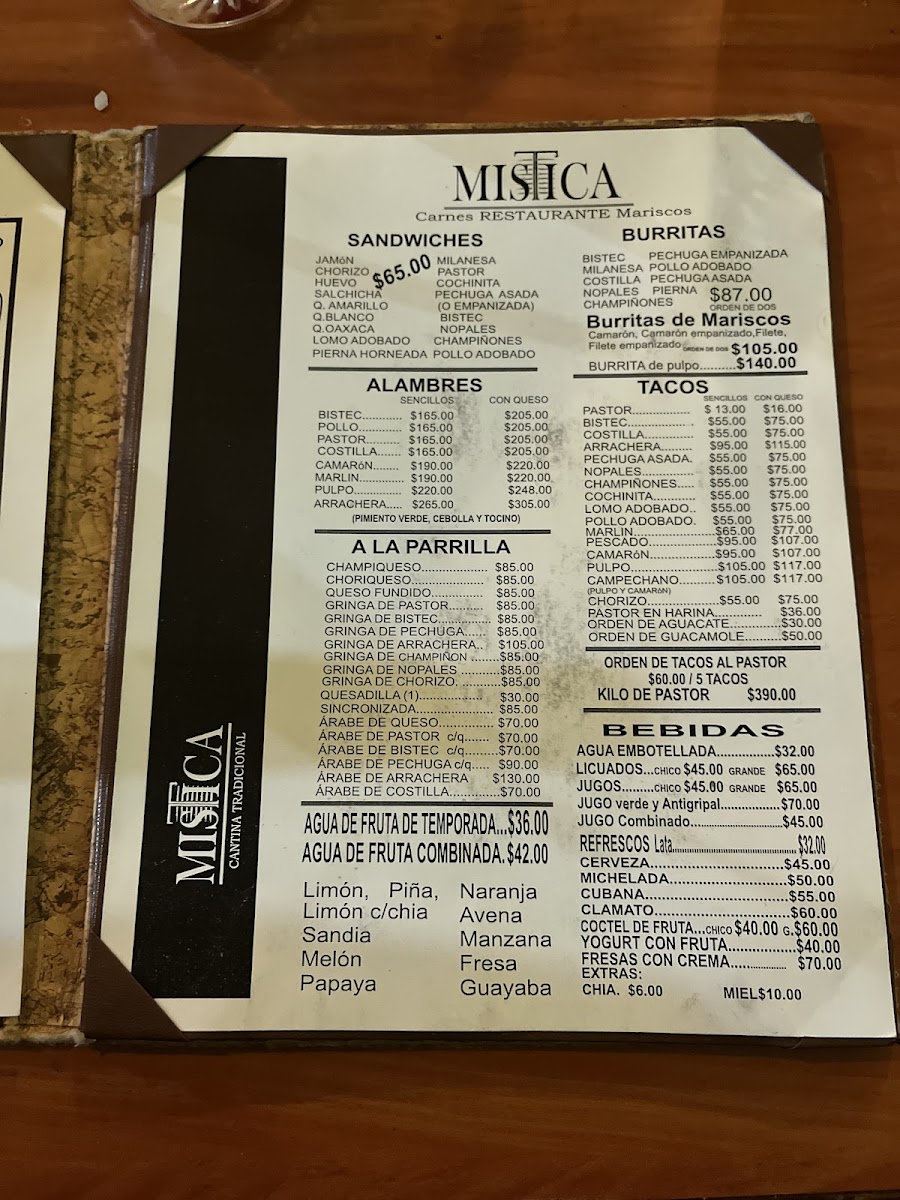 MISTICA
Carnes RESTAURANTE Mariscos
SANDWICHES
JAMóN MILANESA
CHORIZO PASTOR
HUEVO COCHINITA
$65.00
SALCHICHA PECHUGA ASADA
Q. AMARILLO (O EMPANIZADA)
Q.BLANCO BISTEC
Q.OAXACA NOPALES
LOMO ADOBADO CHAMPIÑONES
PIERNA HORNEADA POLLO ADOBADO
ALAMBRES
SENCILLOS CON QUESO
BISTEC............ $165.00 $205.00
POLLO............. $165.00 $205.00
PASTOR.......... $165.00 $205.00
COSTILLA....... $165.00 $205.00
CAMARóN........ $190.00 $220.00
MARLIN............ $190.00 $220.00
PULPO.............. $220.00 $248.00
ARRACHERA..... $265.00 $305.00
(PIMIENTO VERDE, CEBOLLA Y TOCINO)
A LA PARRILLA
CHAMPIQUESO.................... $85.00
CHORIQUESO...................... $85.00
QUESO FUNDIDO................ $85.00
GRINGA DE PASTOR.......... $85.00
GRINGA DE BISTEC................ $85.00
GRINGA DE PECHUGA...... $85.00
GRINGA DE ARRACHERA.. $105.00
GRINGA DE CHAMPIÑON ........$85.00
GRINGA DE NOPALES ...........$85.00
GRINGA DE CHORIZO. ...........$85.00
QUESADILLA (1)................... $30.00
SINCRONIZADA....................... $85.00
ÁRABE DE QUESO................ $70.00
ÁRABE DE PASTOR c/q....... $70.00
ÁRABE DE BISTEC c/q.........$70.00
ÁRABE DE PECHUGA c/q..... $90.00
ÁRABE DE ARRACHERA $130.00
ÁRABE DE COSTILLA...............$70.00
AGUA DE FRUTA DE TEMPORADA...$36.00
AGUA DE FRUTA COMBINADA.$42.00
Limón, Piña, Naranja
Limón c/chia Avena
Sandia Manzana
Melón Fresa
Papaya Guayaba
BURRITAS
BISTEC PECHUGA EMPANIZADA
MILANESA POLLO ADOBADO
COSTILLA PECHUGA ASADA
NOPALES PIERNA $87.00
CHAMPIÑONES ORDEN DE DOS
Burritas de Mariscos
Camarón, Camarón empanizado,Filete,
Filete empanizado ORDEN DE DOS $105.00
BURRITA de pulpo..........$140.00
TACOS
SENCILLOS CON QUESO
PASTOR................. $ 13.00 $16.00
BISTEC................... $55.00 $75.00
COSTILLA.............. $55.00 $75.00
ARRACHERA......... $95.00 $115.00
PECHUGA ASADA. $55.00 $75.00
NOPALES............... $55.00 $75.00
CHAMPIÑONES..... $55.00 $75.00
COCHINITA............ $55.00 $75.00
LOMO ADOBADO.. $55.00 $75.00
POLLO ADOBADO. $55.00 $75.00
MARLIN....................$65.00 $77.00
PESCADO.................$95.00 $107.00
CAMARóN................$95.00 $107.00
PULPO.....................$105.00 $117.00
CAMPECHANO.........$105.00 $117.00
(PULPO Y CAMARóN)
CHORIZO.....................$55.00 $75.00
PASTOR EN HARINA.............. $36.00
ORDEN DE AGUACATE............$30.00
ORDEN DE GUACAMOLE.........$50.00
ORDEN DE TACOS AL PASTOR
$60.00 / 5 TACOS
KILO DE PASTOR $390.00
BEBIDAS
AGUA EMBOTELLADA...............$32.00
LICUADOS...CHICO $45.00 GRANDE $65.00
JUGOS.........CHICO $45.00 GRANDE $65.00
JUGO verde y Antigripal.................$70.00
JUGO Combinado..........................$45.00
REFRESCOS Lata....................................$32.00
CERVEZA.............................$45.00
MICHELADA.........................$50.00
CUBANA................................$55.00
CLAMATO.............................$60.00
COCTEL DE FRUTA...CHICO $40.00 G.$60.00
YOGURT CON FRUTA................$40.00
FRESAS CON CREMA................. $70.00
EXTRAS:
CHIA. $6.00 MIEL$10.00
MISTICA
CANTINA TRADICIONAL